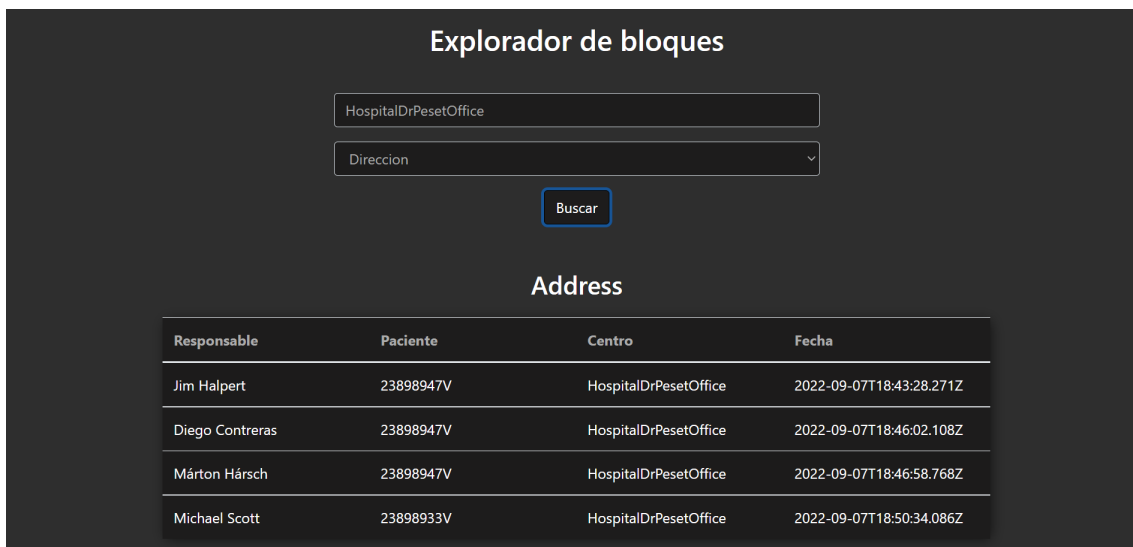 Explorador de bloques
HospitalDrPesetOffice
Direccion
Buscar
Address
Responsable Paciente Centro Fecha
Jim Halpert 23898947V HospitalDrPesetOffice 2022-09-07T18:43:28.271Z
Diego Contreras 23898947V HospitalDrPesetOffice 2022-09-07T18:46:02.108Z
Márton Hársch 23898947V HospitalDrPesetOffice 2022-09-07T18:46:58.768Z
Michael Scott 23898933V HospitalDrPesetOffice 2022-09-07T18:50:34.086Z